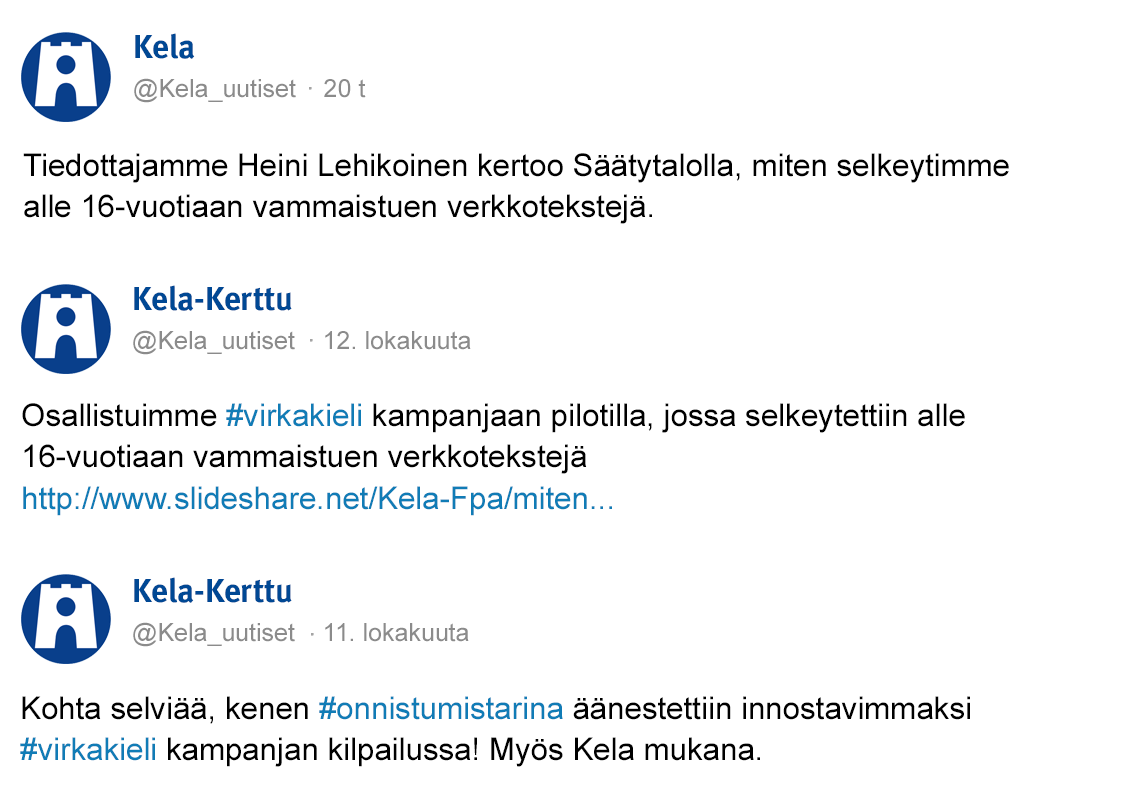 Kela
@Kela_uutiset · 20 t
Tiedottajamme Heini Lehikoinen kertoo Säätytalolla, miten selkeytimme
alle 16-vuotiaan vammaistuen verkkotekstejä.
Kela-Kerttu
@Kela_uutiset · 12. lokakuuta
Osallistuimme #virkakieli kampanjaan pilotilla, jossa selkeytettiin alle
16-vuotiaan vammaistuen verkkotekstejä
http://www.slideshare.net/Kela-Fpa/miten...
Kela-Kerttu
@Kela_uutiset · 11. lokakuuta
Kohta selviää, kenen #onnistumistarina äänestettiin innostavimmaksi
#virkakieli kampanjan kilpailussa! Myös Kela mukana.